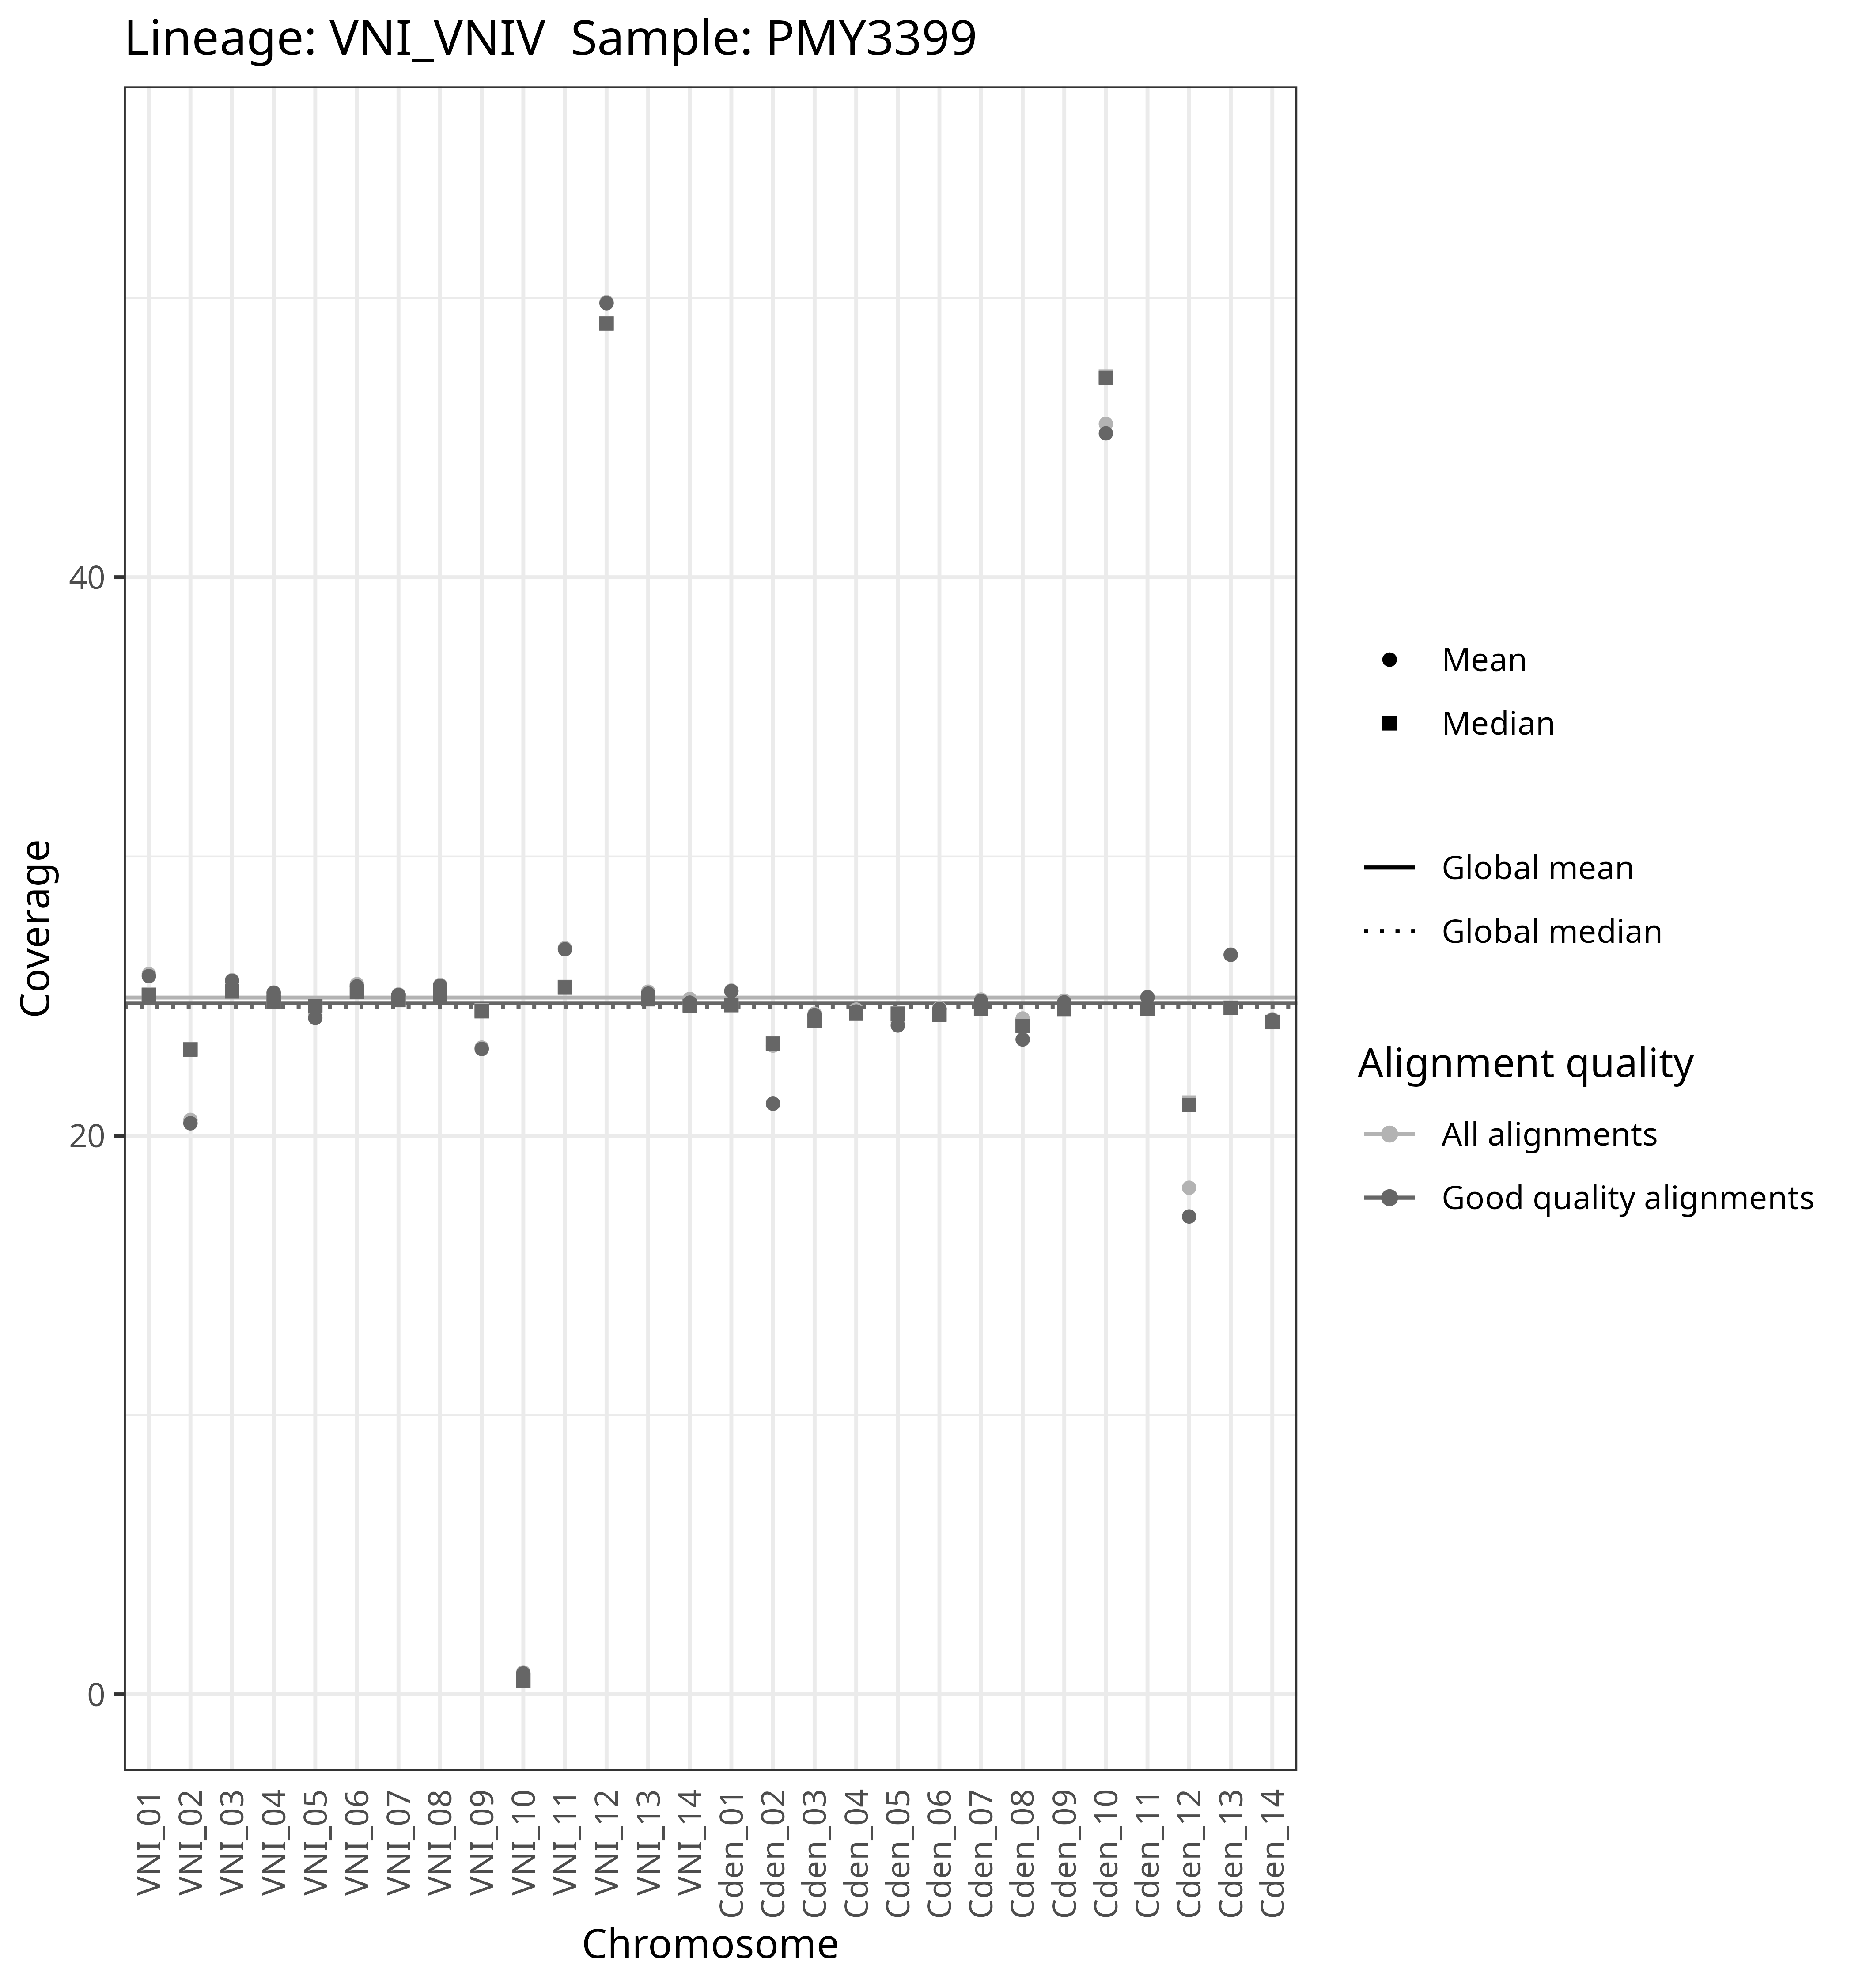 Lineage: VNI_VNIV  Sample: PMY3399
Coverage
40
20
0
VNI_01
VNI_02
VNI_03
VNI_04
VNI_05
VNI_06
VNI_07
VNI_08
VNI_09
VNI_10
VNI_11
VNI_12
VNI_13
VNI_14
Cden_01
Cden_02
Cden_03
Cden_04
Cden_05
Cden_06
Cden_07
Cden_08
Cden_09
Cden_10
Cden_11
Cden_12
Cden_13
Cden_14
Chromosome
Mean
Median
Global mean
Global median
Alignment quality
All alignments
Good quality alignments